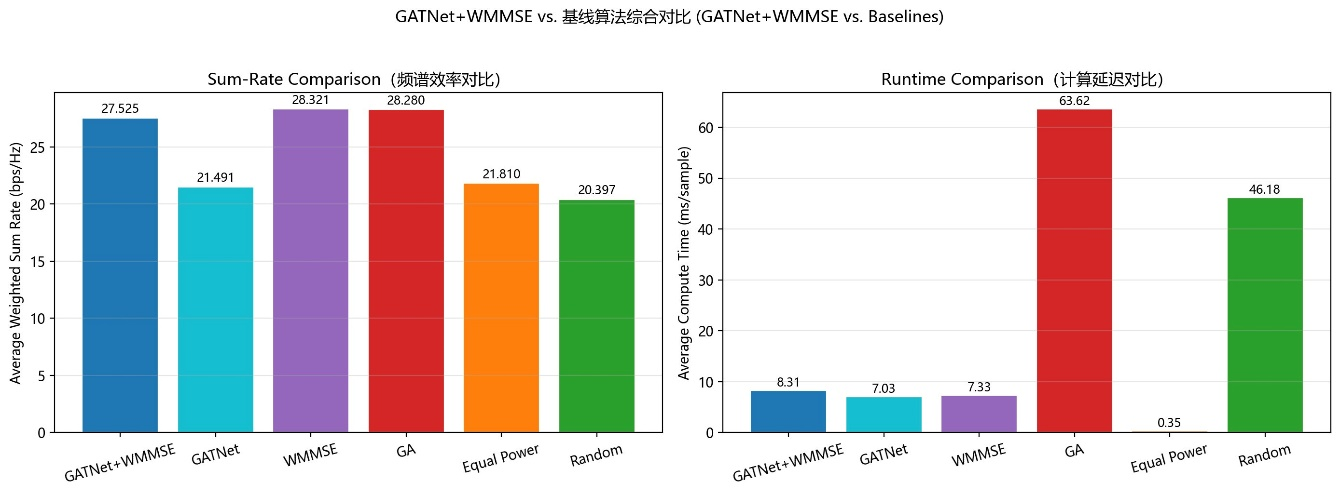 GATNet+WMMSE vs. 基线算法综合对比 (GATNet+WMMSE vs. Baselines)
Sum-Rate Comparison（频谱效率对比）
Average Weighted Sum Rate (bps/Hz)
0
5
10
15
20
25
27.525
21.491
28.321
28.280
21.810
20.397
GATNet+WMMSE
GATNet
WMMSE
GA
Equal Power
Random
Runtime Comparison（计算延迟对比）
Average Compute Time (ms/sample)
0
10
20
30
40
50
60
8.31
7.03
7.33
63.62
0.35
46.18
GATNet+WMMSE
GATNet
WMMSE
GA
Equal Power
Random